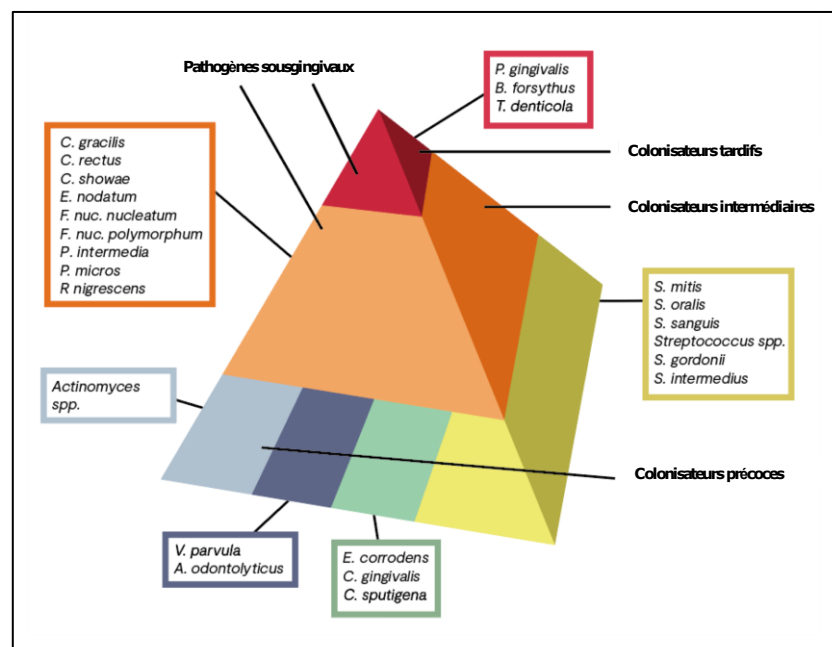 Pathogènes sousgingivaux
P. gingivalis
B. forsythus
T. denticola
Colonisateurs tardifs
C. gracilis
C. rectus
C. showae
E. nodatum
F. nuc. nucleatum
F. nuc. polymorphum
P. intermedia
P. micros
R nigrescens
Colonisateurs intermédiaires
S. mitis
S. oralis
S. sanguis
Streptococcus spp.
S. gordonii
S. intermedius
Actinomyces
spp.
Colonisateurs précoces
V. parvula
A. odontolyticus
E. corrodens
C. gingivalis
C. sputigena